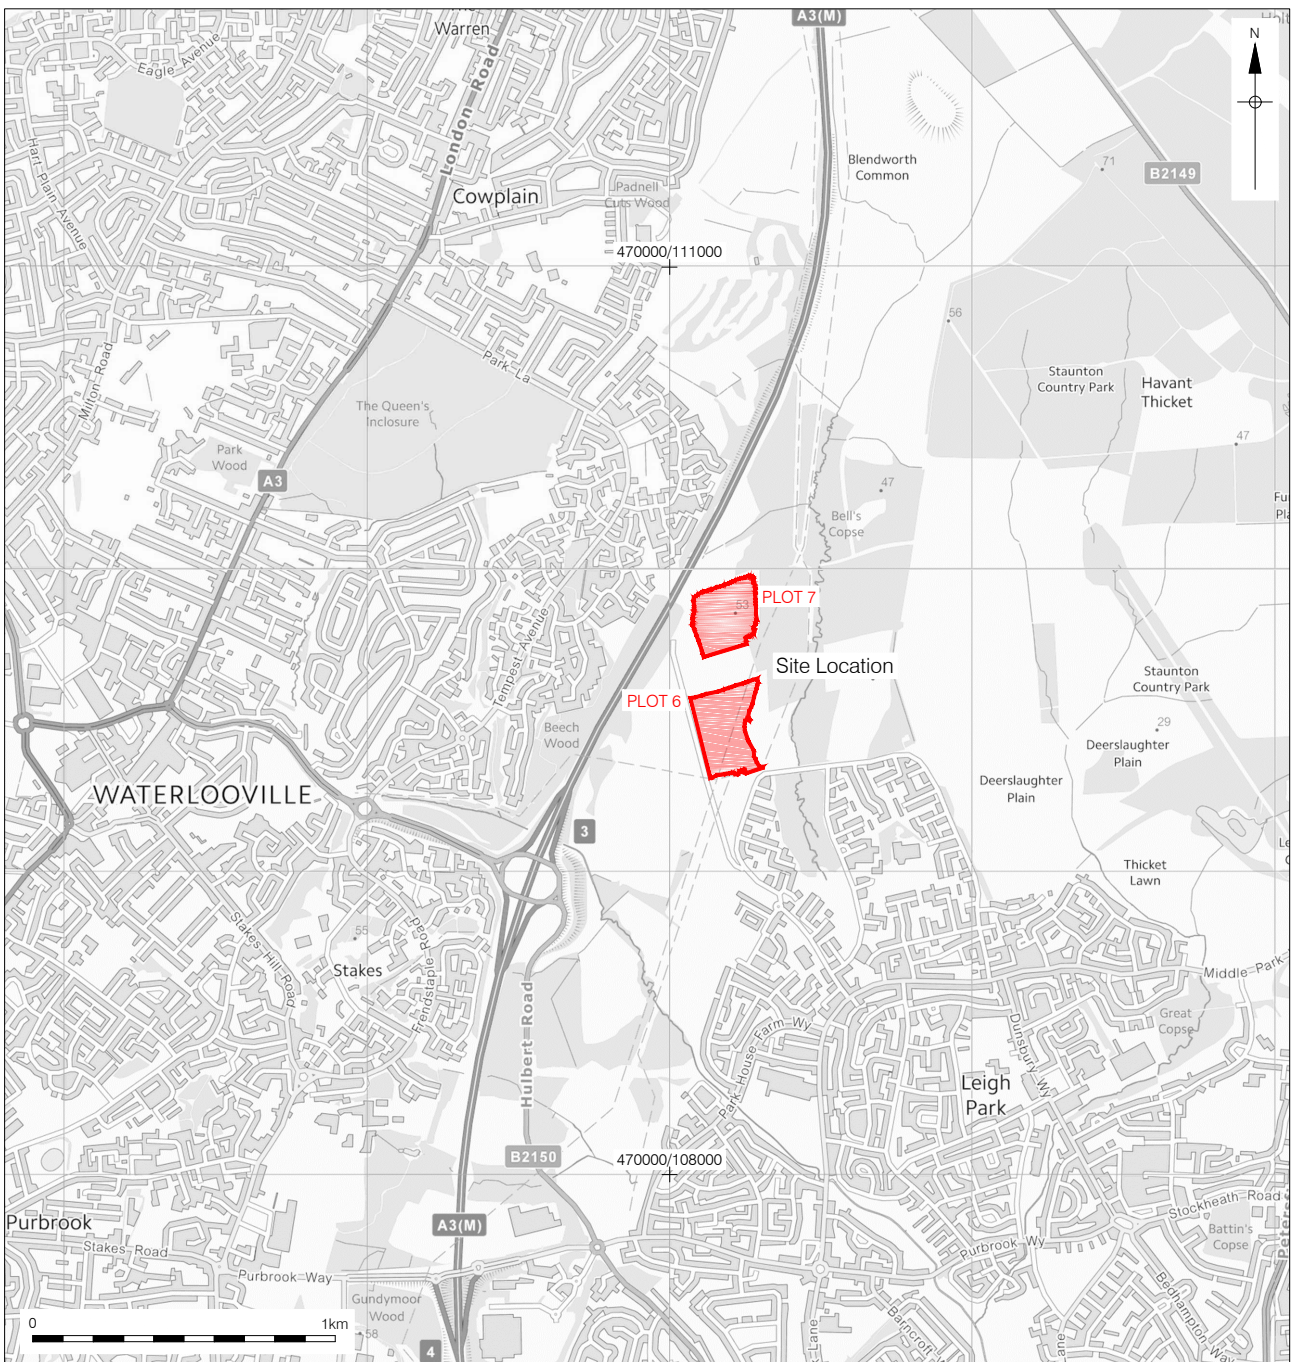 A3(M)
Warren
N
Eagle Avenue
London Road
Hart Plain Avenue
Blendworth
Common
71
B2149
Cowplain
Padnell
Cuts Wood
470000/111000
56
Park La
Milton Road
Staunton
Country Park
Havant
Thicket
The Queen's
Inclosure
Park
Wood
47
A3
47
Bell's
Copse
53
PLOT 7
Tempest Avenue
Site Location
PLOT 6
Staunton
Country Park
Beech
Wood
29
Deerslaughter
Plain
Deerslaughter
Plain
WATERLOOVILLE
3
Thicket
Lawn
Stakes Hill Road
Frendstaple Road
55
Stakes
Middle Park
Hulbert Road
Great
Copse
Park House Farm Wy
Dunsbury Wy
Leigh
Park
B2150
470000/108000
Purbrook
A3(M)
Stockheath Road
Battin's
Copse
Stakes Road
Purbrook Wy
Purbrook Way
Gundymoor
Wood
58
Bedhampton Way
Barncroft
Lane
Lane
0
1km
4